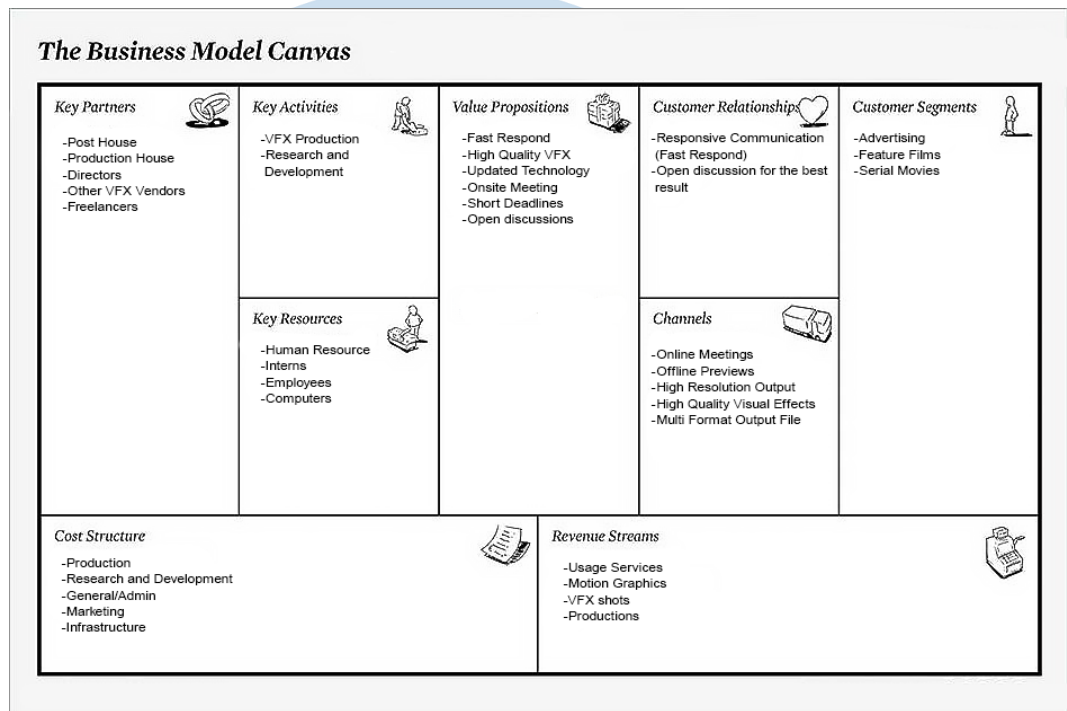 The Business Model Canvas
Key Partners
-Post House
-Production House
-Directors
-Other VFX Vendors
-Freelancers
Key Activities
-VFX Production
-Research and
Development
Key Resources
-Human Resource
-Interns
-Employees
-Computers
Value Propositions
-Fast Respond
-High Quality VFX
-Updated Technology
-Onsite Meeting
-Short Deadlines
-Open discussions
Customer Relationships
-Responsive Communication
(Fast Respond)
-Open discussion for the best
result
Channels
-Online Meetings
-Offline Previews
-High Resolution Output
-High Quality Visual Effects
-Multi Format Output File
Customer Segments
-Advertising
-Feature Films
-Serial Movies
Cost Structure
-Production
-Research and Development
-General/Admin
-Marketing
-Infrastructure
Revenue Streams
-Usage Services
-Motion Graphics
-VFX shots
-Productions